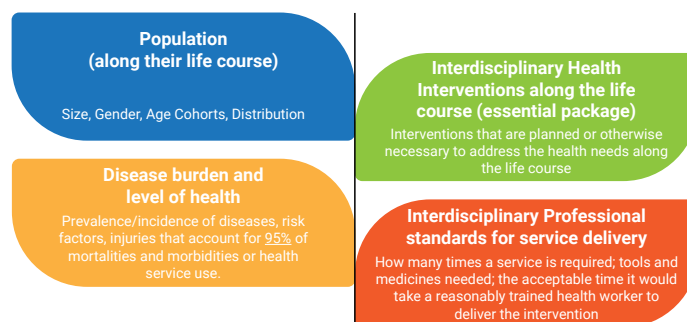 Population
(along their life course)
Size, Gender, Age Cohorts, Distribution
Interdisciplinary Health
Interventions along the life
course (essential package)
Interventions that are planned or otherwise
necessary to address the health needs along
the life course
Disease burden and
level of health
Prevalence/incidence of diseases, risk
factors, injuries that account for 95% of
mortalities and morbidities or health
service use.
Interdisciplinary Professional
standards for service delivery
How many times a service is required; tools and
medicines needed; the acceptable time it would
take a reasonably trained health worker to
deliver the intervention